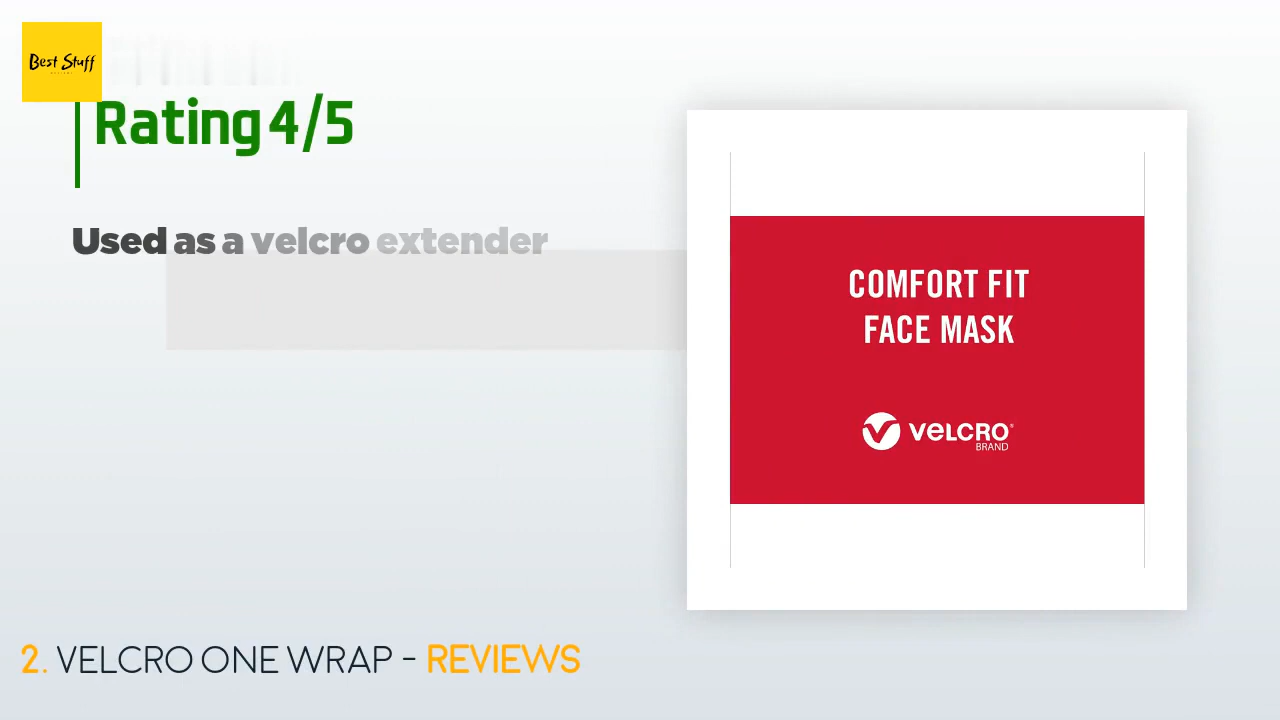 Best Stuff
Rating 4/5
Used as a velcro extender
COMFORT FIT
FACE MASK
VELCRO®
BRAND
2. VELCRO ONE WRAP - REVIEWS